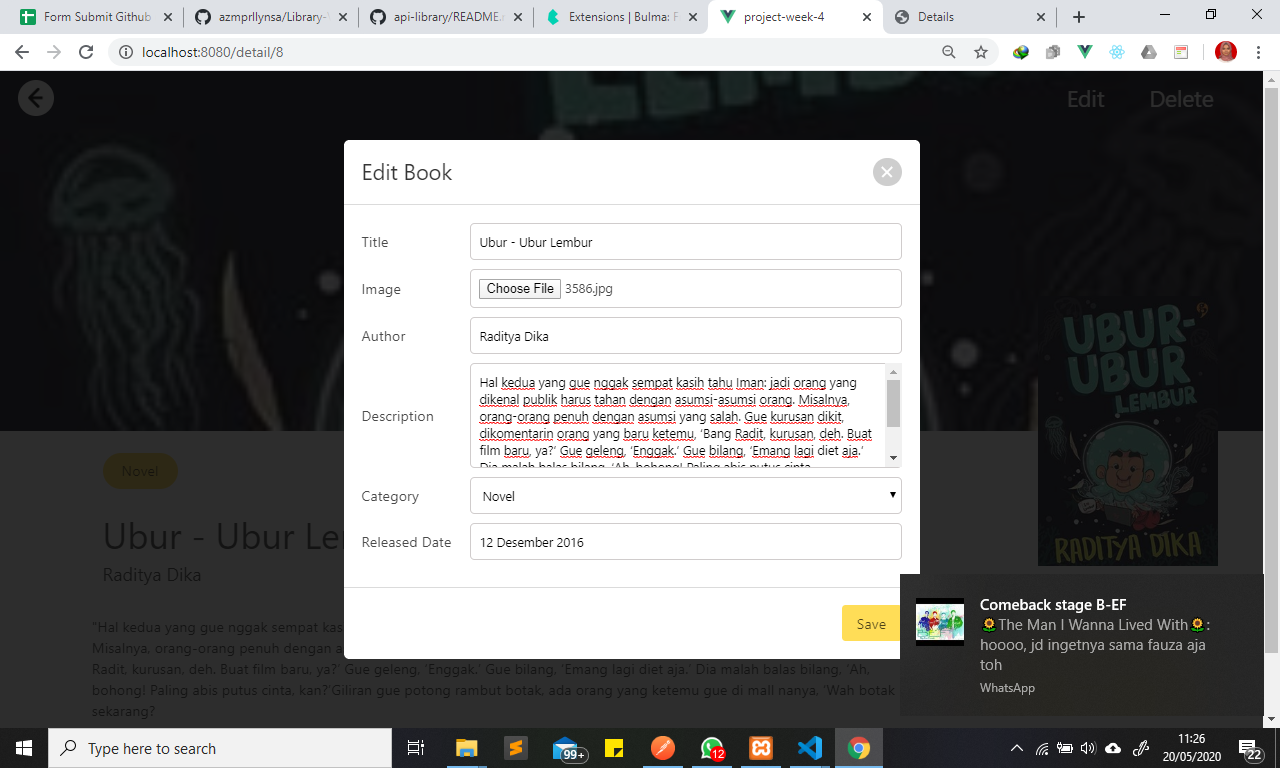 Form Submit Github
azmprllynsa/Library-
api-library/README.
Extensions | Bulma: F
project-week-4
Details
localhost:8080/detail/8
Edit
Delete
UBUR-
UBUR
LEMBUR
RADITYA DIKA
Edit Book
Title
Ubur - Ubur Lembur
Image
Choose File 3586.jpg
Author
Raditya Dika
Description
Hal kedua yang gue nggak sempat kasih tahu Iman: jadi orang yang
dikenal publik harus tahan dengan asumsi-asumsi orang. Misalnya,
orang-orang penuh dengan asumsi yang salah. Gue kurusan dikit,
dikomentarin orang yang baru ketemu, 'Bang Radit, kurusan, deh. Buat
film baru, ya?' Gue geleng, 'Enggak.' Gue bilang, 'Emang lagi diet aja.'
Dia malah balas bilang, 'Ah, bohong! Paling abis putus cinta,
Category
Novel
Released Date
12 Desember 2016
Save
Novel
Ubur - Ubur Le
Raditya Dika
"Hal kedua yang gue nggak sempat kas
Misalnya, orang-orang penuh dengan a
Radit, kurusan, deh. Buat film baru, ya?' Gue geleng, 'Enggak.' Gue bilang, 'Emang lagi diet aja.' Dia malah balas bilang, 'Ah,
bohong! Paling abis putus cinta, kan?'Giliran gue potong rambut botak, ada orang yang ketemu gue di mall nanya, 'Wah botak
sekarang?
Comeback stage B-EF
🌻The Man I Wanna Lived With🌻:
hoooo, jd ingetnya sama fauza aja
toh
WhatsApp
Type here to search
99+
12
11:26
20/05/2020
22